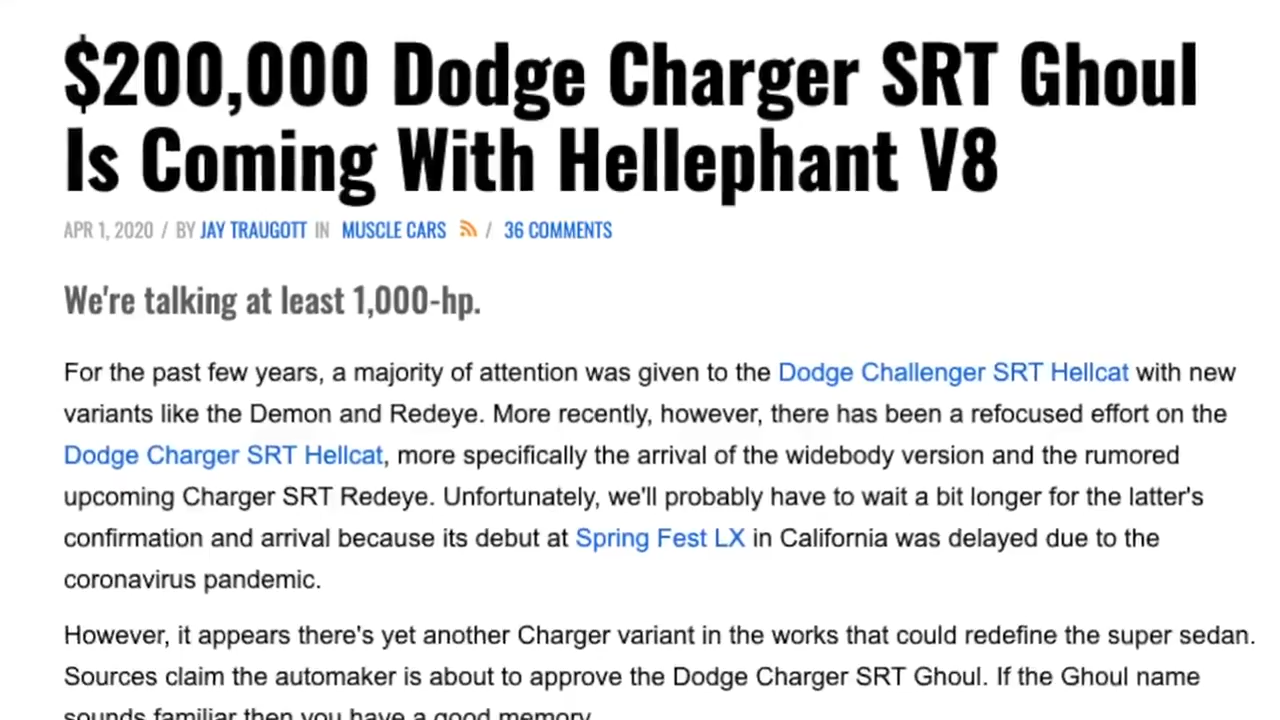 $200,000 Dodge Charger SRT Ghoul
Is Coming With Hellephant V8
APR 1, 2020 / BY JAY TRAUGOTT IN MUSCLE CARS / 36 COMMENTS
We're talking at least 1,000-hp.
For the past few years, a majority of attention was given to the Dodge Challenger SRT Hellcat with new
variants like the Demon and Redeye. More recently, however, there has been a refocused effort on the
Dodge Charger SRT Hellcat, more specifically the arrival of the widebody version and the rumored
upcoming Charger SRT Redeye. Unfortunately, we'll probably have to wait a bit longer for the latter's
confirmation and arrival because its debut at Spring Fest LX in California was delayed due to the
coronavirus pandemic.
However, it appears there's yet another Charger variant in the works that could redefine the super sedan.
Sources claim the automaker is about to approve the Dodge Charger SRT Ghoul. If the Ghoul name
sounds familiar then you have a good memory.